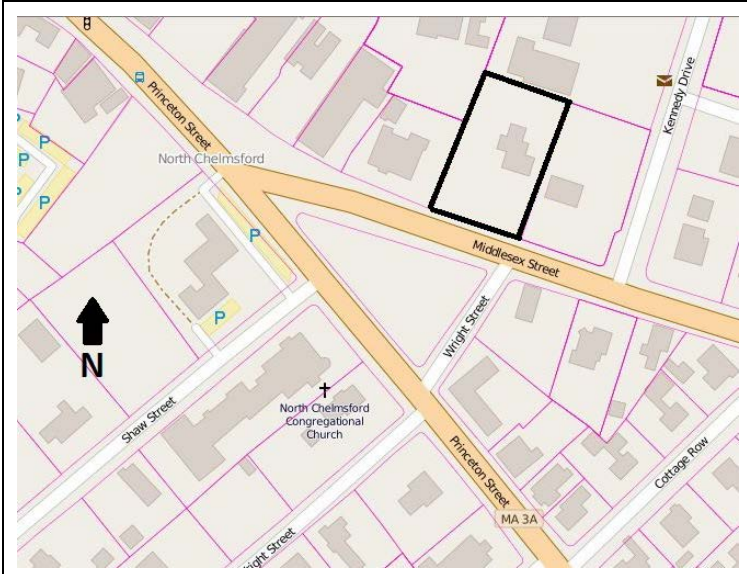 Princeton Street
Kennedy Drive
North Chelmsford
P
P
P
P
P
Middlesex Street
Wright Street
N
P
Shaw Street
North Chelmsford
Congregational
Church
Princeton Street
Cottage Row
MA 3A
right Street